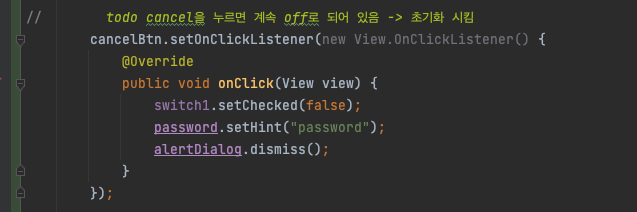 //        todo cancel을 누르면 계속 off로 되어 있음 -> 초기화 시킴
cancelBtn.setOnClickListener(new View.OnClickListener() {
@Override
public void onClick(View view) {
switch1.setChecked(false);
password.setHint("password");
alertDialog.dismiss();
}
});